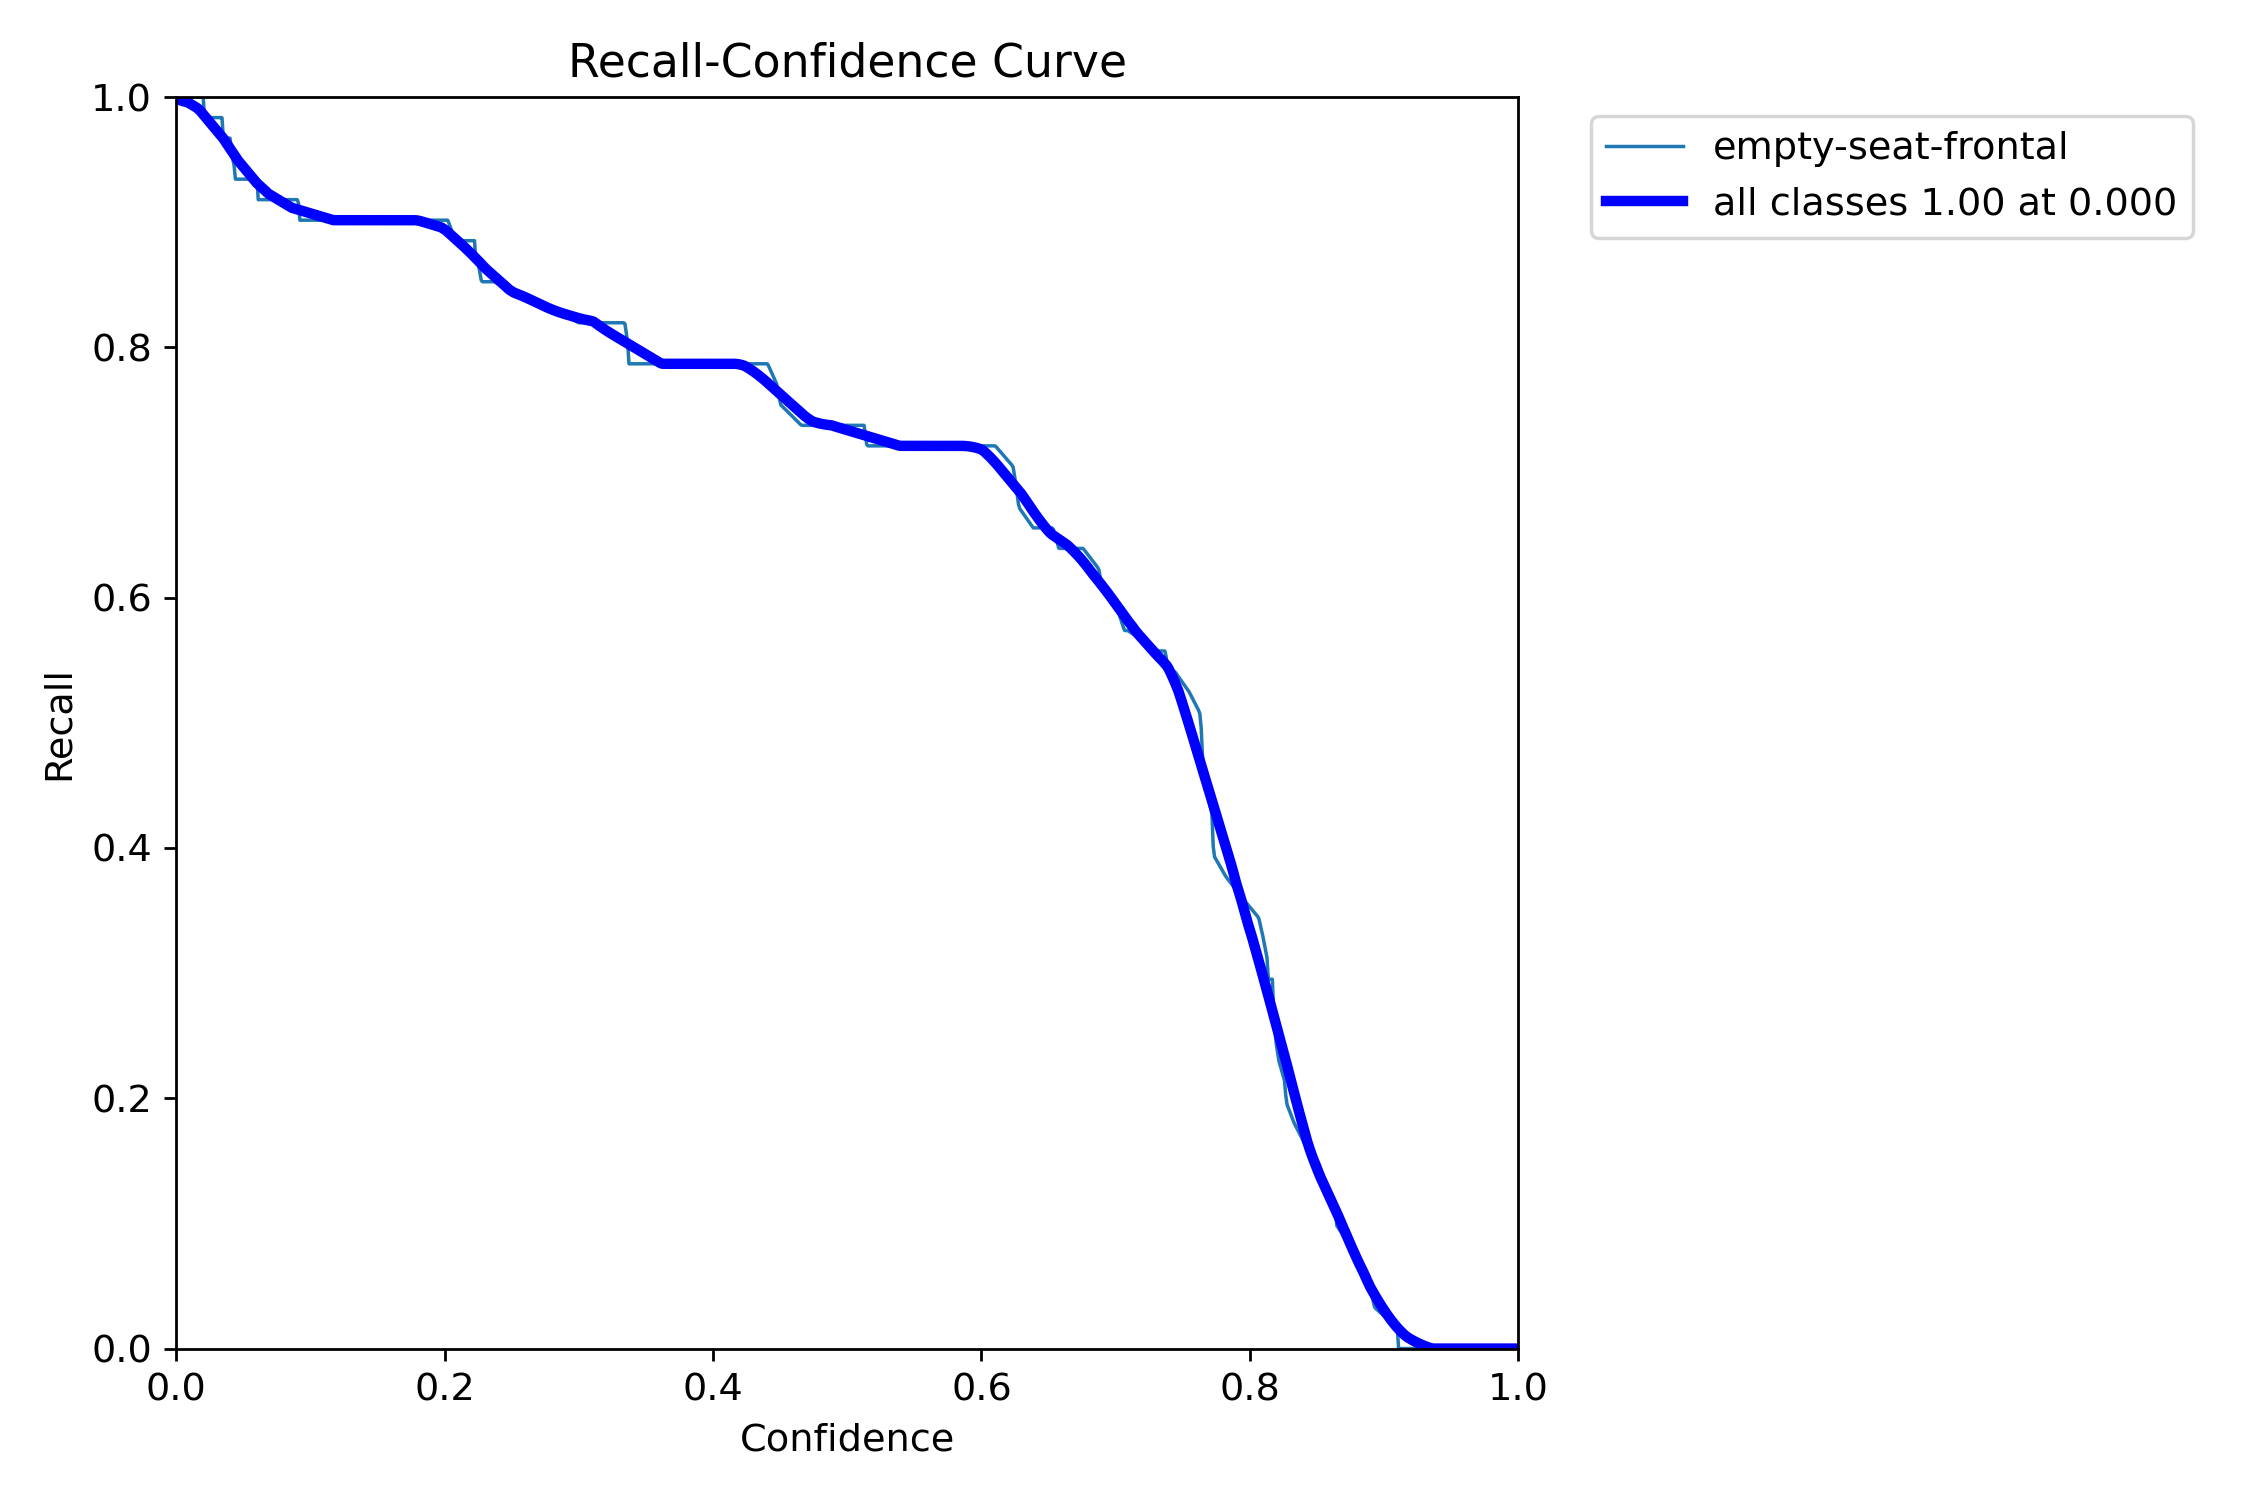 Recall-Confidence Curve
1.0
0.8
0.6
0.4
0.2
0.0
Recall
0.0 0.2 0.4 0.6 0.8 1.0
Confidence
empty-seat-frontal
all classes 1.00 at 0.000